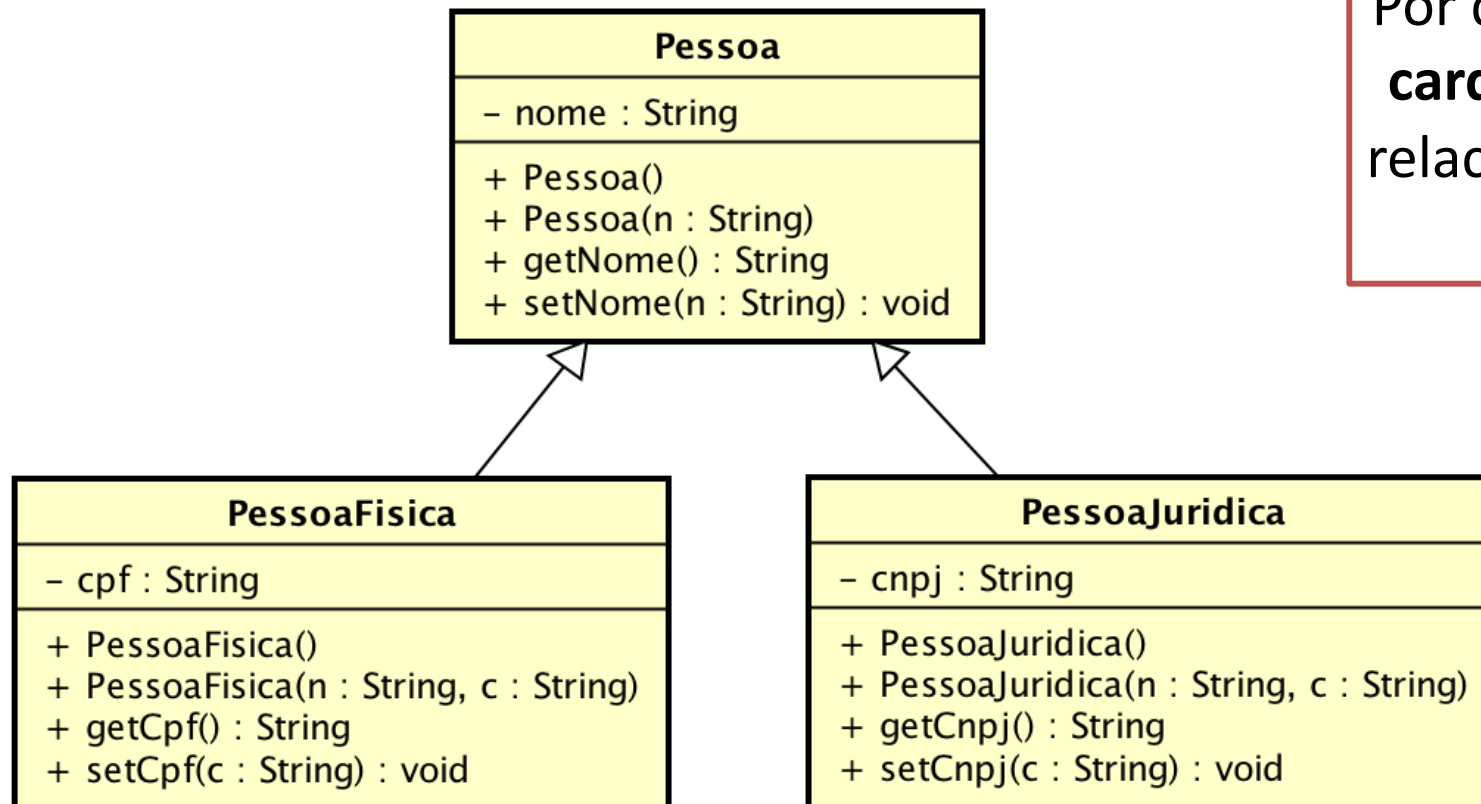 Pessoa
– nome : String
+ Pessoa()
+ Pessoa(n : String)
+ getNome() : String
+ setNome(n : String) : void
Por
PessoaFisica
– cpf : String
+ PessoaFisica()
+ PessoaFisica(n : String, c : String)
+ getCpf() : String
+ setCpf(c : String) : void
PessoaJuridica
– cnpj : String
+ PessoaJuridica()
+ PessoaJuridica(n : String, c : String)
+ getCnpj() : String
+ setCnpj(c : String) : void